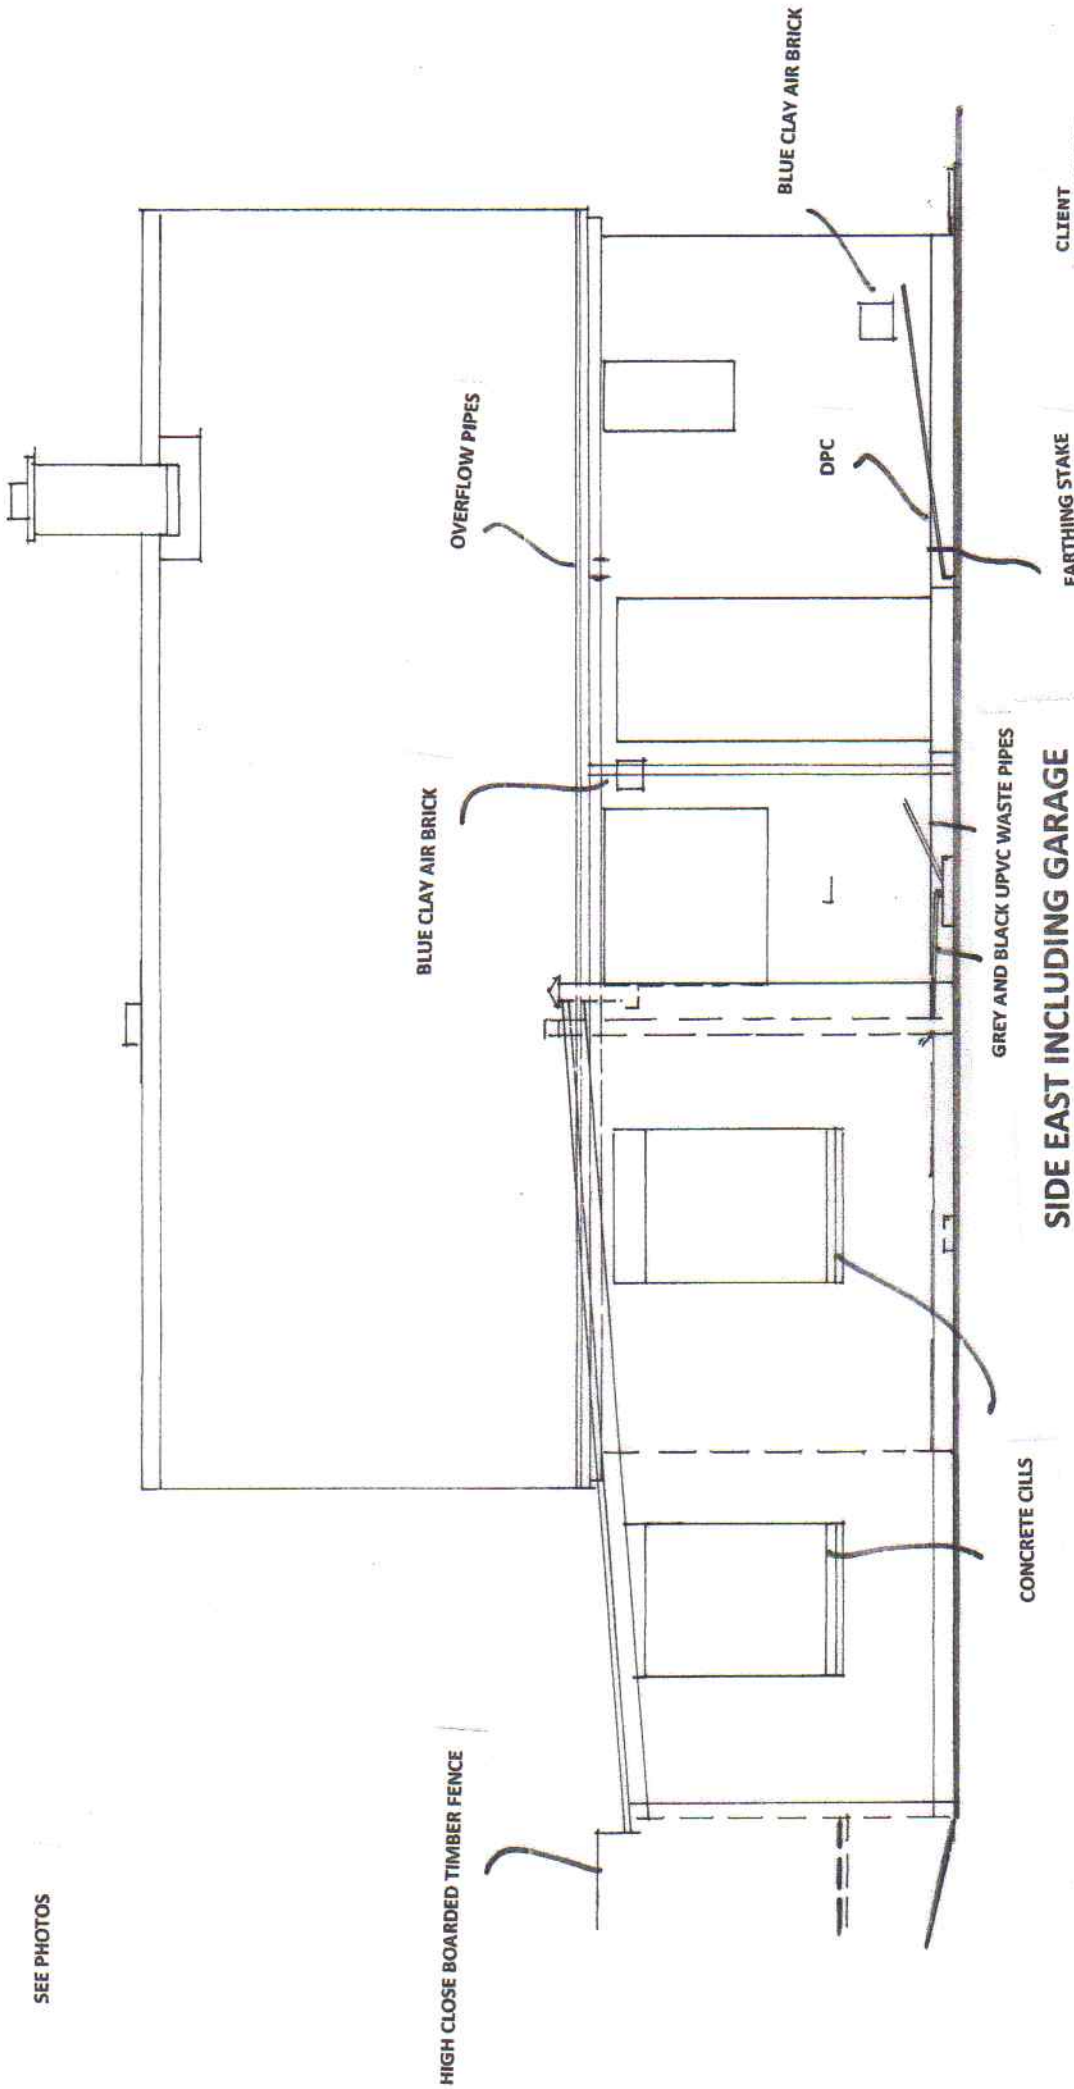 SEE PHOTOS
HIGH CLOSE BOARDED TIMBER FENCE
BLUE CLAY AIR BRICK
OVERFLOW PIPES
BLUE CLAY AIR BRICK
DPC
CONCRETE CILLS
GREY AND BLACK UPVC WASTE PIPES
EARTHING STAKE
SIDE EAST INCLUDING GARAGE
CLIENT